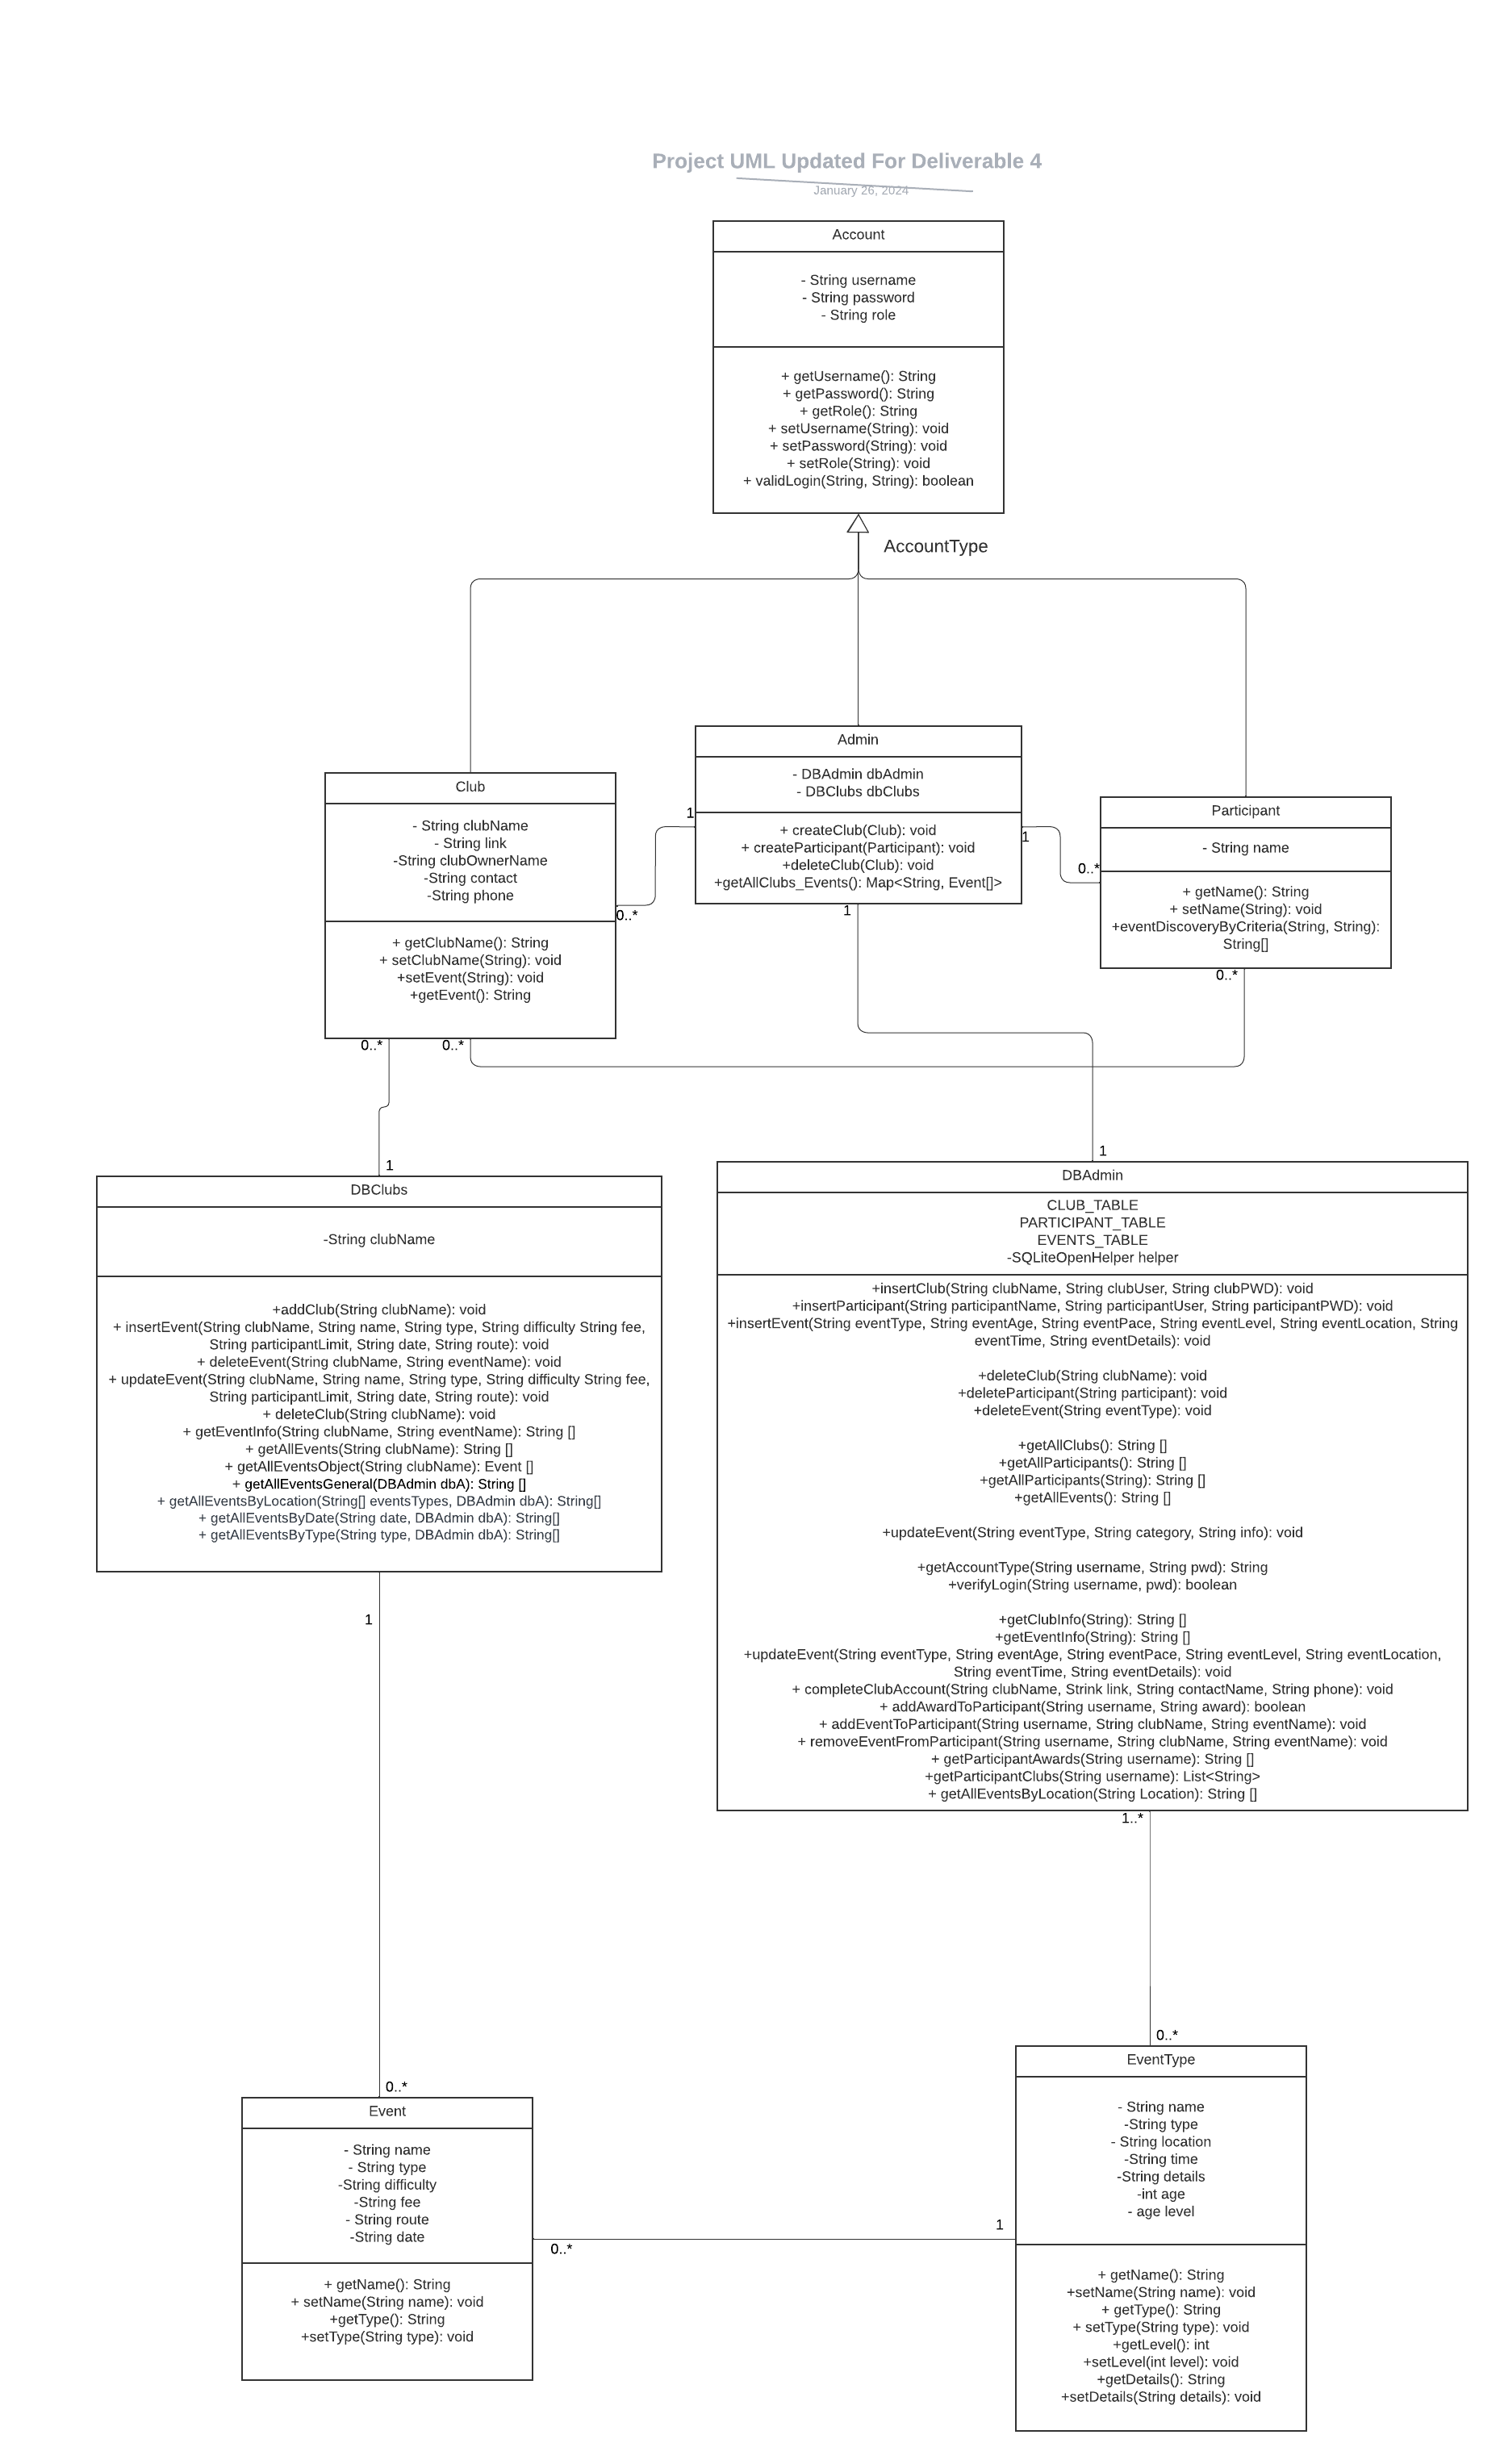 Project UML Updated For Deliverable 4
January 26, 2024
Account
- String username
- String password
- String role
+ getUsername(): String
+ getPassword(): String
+ getRole(): String
+ setUsername(String): void
+ setPassword(String): void
+ setRole(String): void
+ validLogin(String, String): boolean
AccountType
Admin
- DBAdmin dbAdmin
- DBClubs dbClubs
+ createClub(Club): void
+ createParticipant(Participant): void
+deleteClub(Club): void
+getAllClubs_Events(): Map<String, Event[]>
1
1
1
Club
- String clubName
- String link
-String clubOwnerName
-String contact
-String phone
+ getClubName(): String
+ setClubName(String): void
+setEvent(String): void
+getEvent(): String
0..*
0..*
0..*
Participant
- String name
+ getName(): String
+ setName(String): void
+eventDiscoveryByCriteria(String, String):
String[]
0..*
0..*
1
DBClubs
-String clubName
+addClub(String clubName): void
+ insertEvent(String clubName, String name, String type, String difficulty String fee,
String participantLimit, String date, String route): void
+ deleteEvent(String clubName, String eventName): void
+ updateEvent(String clubName, String name, String type, String difficulty String fee,
String participantLimit, String date, String route): void
+ deleteClub(String clubName): void
+ getEventInfo(String clubName, String eventName): String []
+ getAllEvents(String clubName): String []
+ getAllEventsObject(String clubName): Event []
+ getAllEventsGeneral(DBAdmin dbA): String []
+ getAllEventsByLocation(String[] eventsTypes, DBAdmin dbA): String[]
+ getAllEventsByDate(String date, DBAdmin dbA): String[]
+ getAllEventsByType(String type, DBAdmin dbA): String[]
1
1
DBAdmin
CLUB_TABLE
PARTICIPANT_TABLE
EVENTS_TABLE
-SQLiteOpenHelper helper
+insertClub(String clubName, String clubUser, String clubPWD): void
+insertParticipant(String participantName, String participantUser, String participantPWD): void
+insertEvent(String eventType, String eventAge, String eventPace, String eventLevel, String eventLocation, String
eventTime, String eventDetails): void
+deleteClub(String clubName): void
+deleteParticipant(String participant): void
+deleteEvent(String eventType): void
+getAllClubs(): String []
+getAllParticipants(): String []
+getAllParticipants(String): String []
+getAllEvents(): String []
+updateEvent(String eventType, String category, String info): void
+getAccountType(String username, String pwd): String
+verifyLogin(String username, pwd): boolean
+getClubInfo(String): String []
+getEventInfo(String): String []
+updateEvent(String eventType, String eventAge, String eventPace, String eventLevel, String eventLocation,
String eventTime, String eventDetails): void
+ completeClubAccount(String clubName, Strink link, String contactName, String phone): void
+ addAwardToParticipant(String username, String award): boolean
+ addEventToParticipant(String username, String clubName, String eventName): void
+ removeEventFromParticipant(String username, String clubName, String eventName): void
+ getParticipantAwards(String username): String []
+getParticipantClubs(String username): List<String>
+ getAllEventsByLocation(String Location): String []
1..*
0..*
Event
- String name
- String type
-String difficulty
-String fee
- String route
-String date
+ getName(): String
+ setName(String name): void
+getType(): String
+setType(String type): void
0..*
1
0..*
EventType
- String name
-String type
- String location
-String time
-String details
-int age
- age level
+ getName(): String
+setName(String name): void
+ getType(): String
+ setType(String type): void
+getLevel(): int
+setLevel(int level): void
+getDetails(): String
+setDetails(String details): void